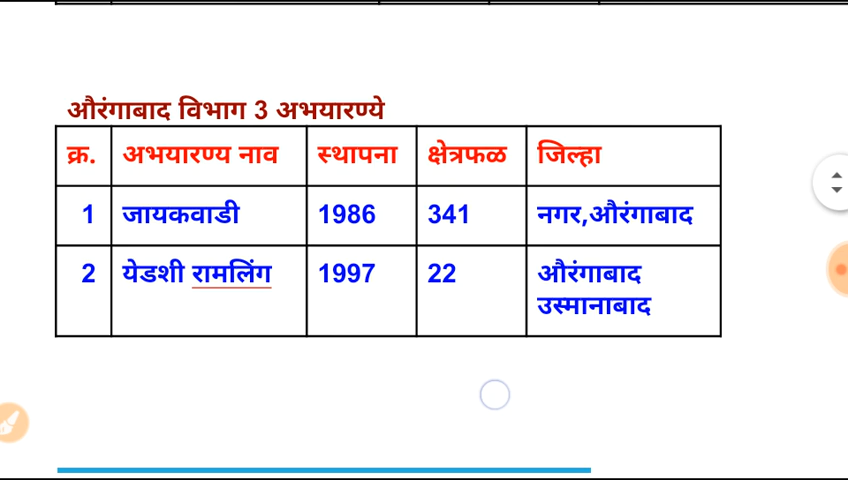 औरंगाबाद विभाग 3 अभयारण्ये
क्र. अभयारण्य नाव स्थापना क्षेत्रफळ जिल्हा
1 जायकवाडी 1986 341 नगर,औरंगाबाद
2 येडशी रामलिंग 1997 22 औरंगाबाद
उस्मानाबाद